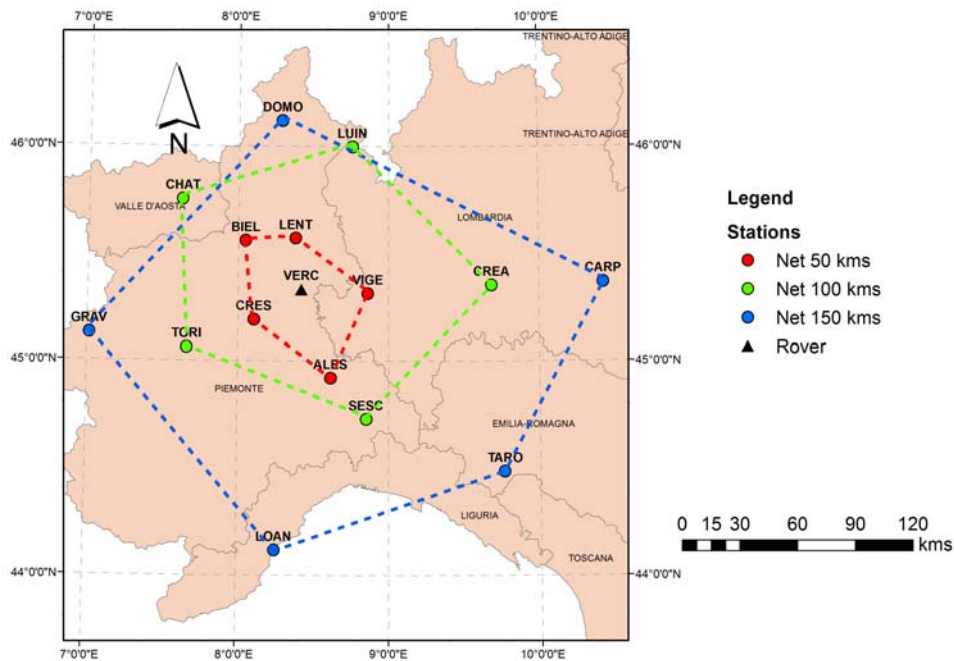 7°0'0"E 8°0'0"E 9°0'0"E 10°0'0"E
TRENTINO-ALTO ADIGE
DOMO
LUIN
46°0'0"N
TRENTINO-ALTO ADIGE
46°0'0"N
N
CHAT
VALLE D'AOSTA
LOMBARDIA
BIEL
LENT
VERC
VIGE
CREA
CARP
CRES
GRAV
TORI
45°0'0"N
45°0'0"N
ALES
PIEMONTE
SESC
EMILIA-ROMAGNA
TARO
LIGURIA
LOAN
TOSCANA
44°0'0"N
44°0'0"N
7°0'0"E 8°0'0"E 9°0'0"E 10°0'0"E
Legend
Stations
Net 50 kms
Net 100 kms
Net 150 kms
Rover
0 15 30 60 90 120
kms